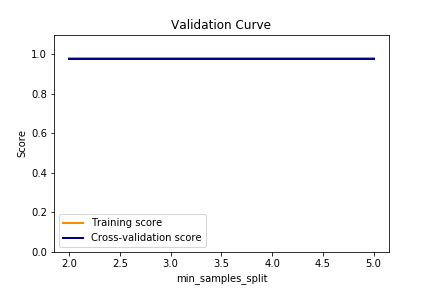 Validation Curve
1.0
0.8
0.6
0.4
0.2
0.0
Score
Training score
Cross-validation score
2.0 2.5 3.0 3.5 4.0 4.5 5.0
min_samples_split